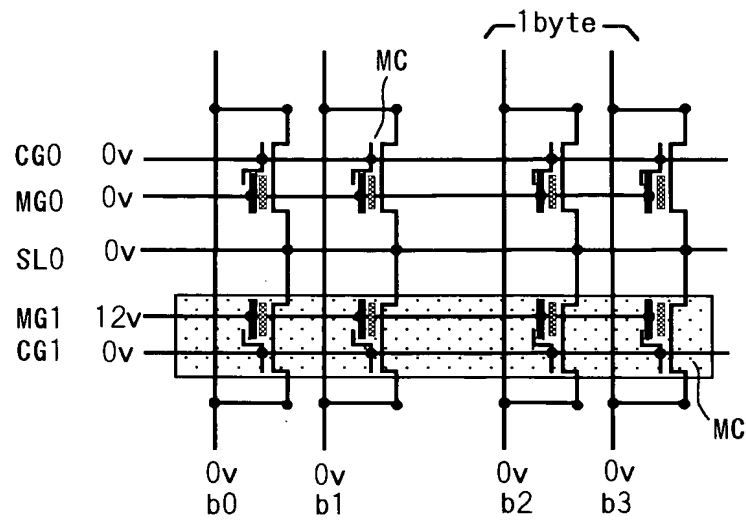 1byte
MC
CG0 0v
MG0 0v
SL0 0v
MG1 12v
CG1 0v
MC
0v 0v 0v 0v
b0 b1 b2 b3